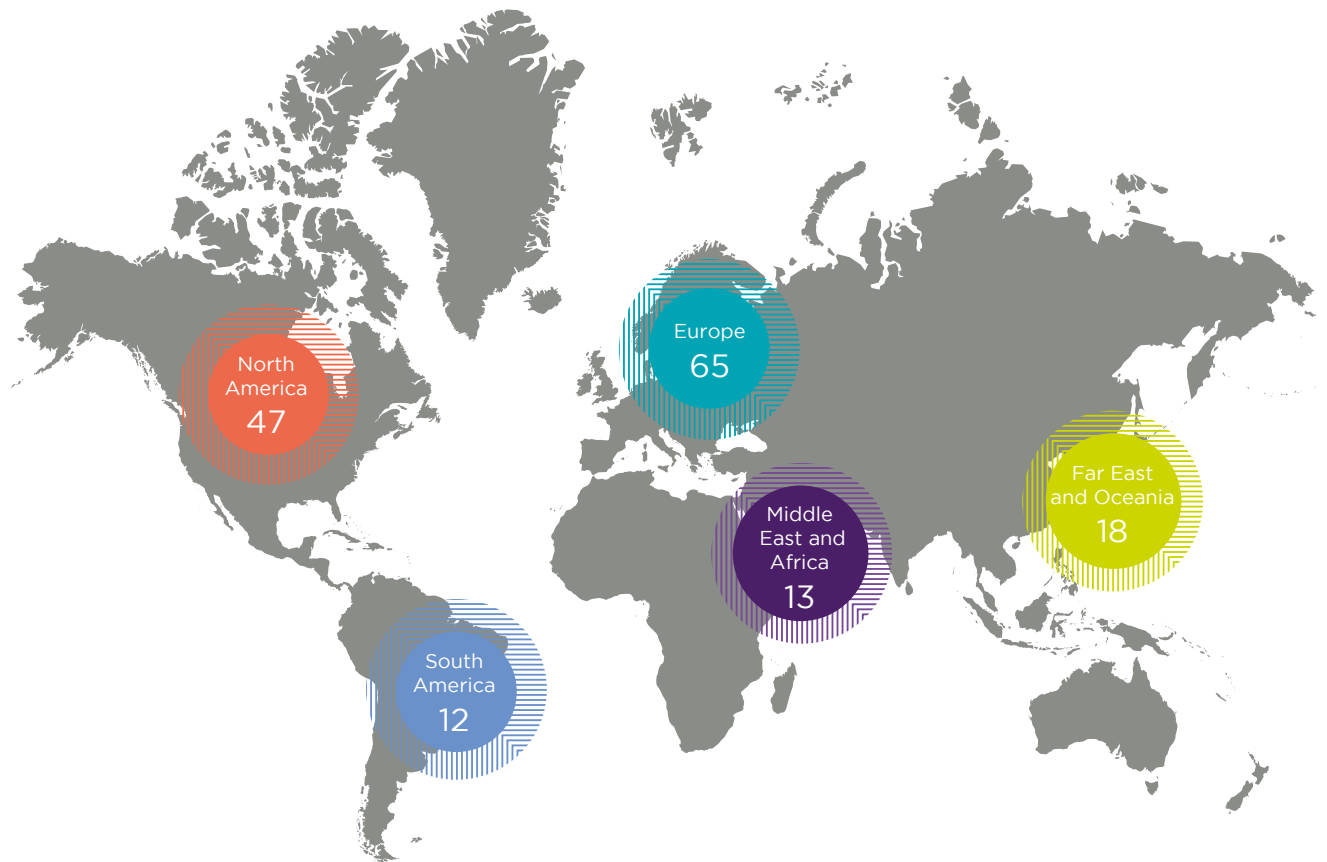 Europe
65
North
America
47
Far East
and Oceania
18
Middle
East and
Africa
13
South
America
12